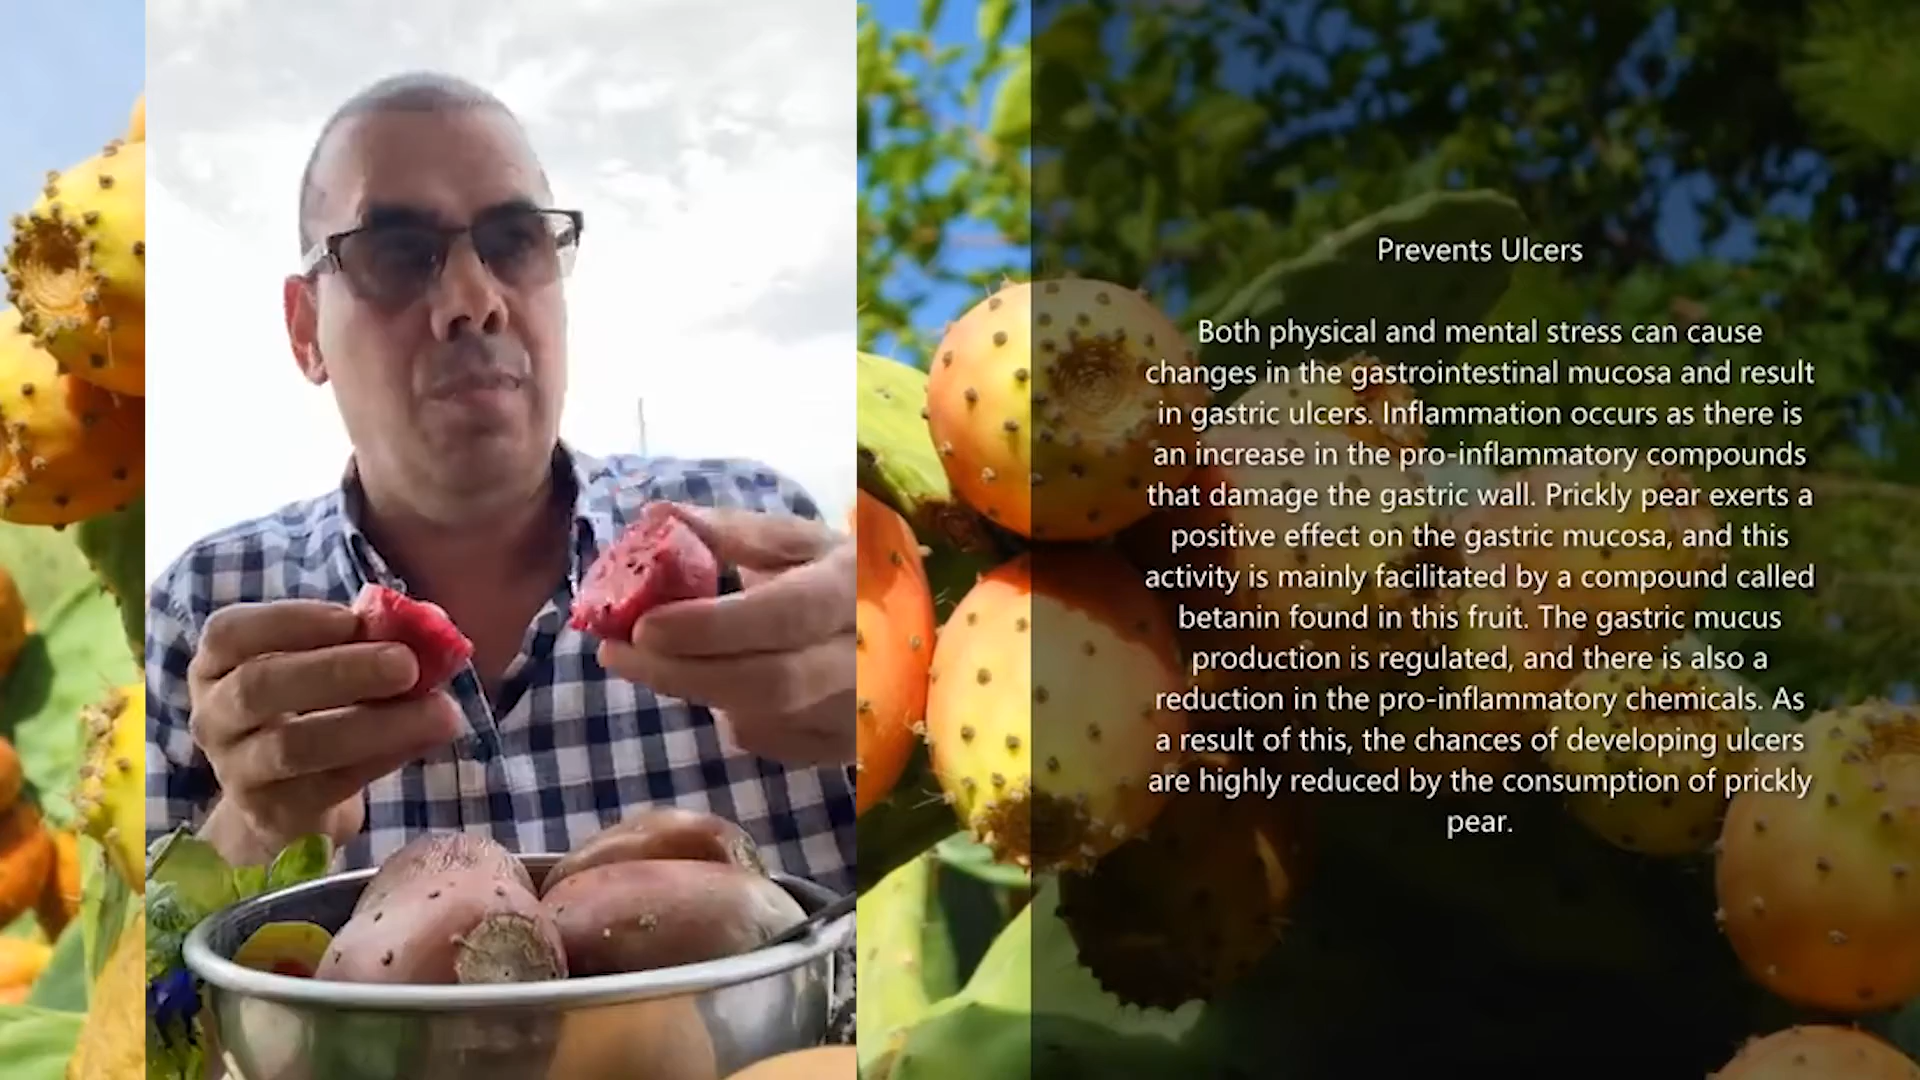 Prevents Ulcers
Both physical and mental stress can cause
changes in the gastrointestinal mucosa and result
in gastric ulcers. Inflammation occurs as there is
an increase in the pro-inflammatory compounds
that damage the gastric wall. Prickly pear exerts a
positive effect on the gastric mucosa, and this
activity is mainly facilitated by a compound called
betanin found in this fruit. The gastric mucus
production is regulated, and there is also a
reduction in the pro-inflammatory chemicals. As
a result of this, the chances of developing ulcers
are highly reduced by the consumption of prickly
pear.